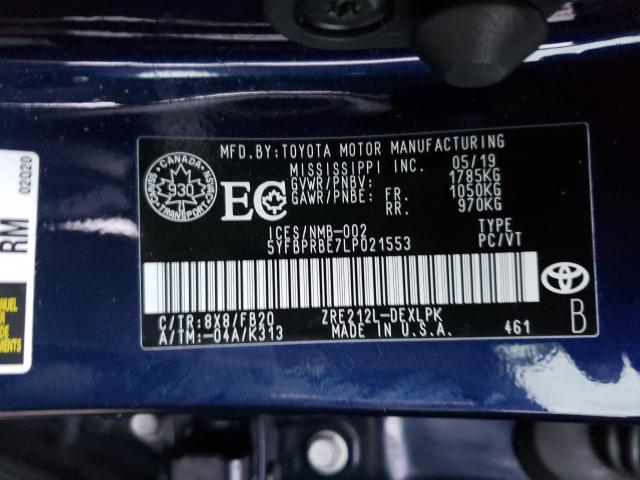 MFD.BY:TOYOTA MOTOR MANUFACTURING
MISSISSIPPI INC. 05/19
GVWR/PNBV: 1785KG
GAWR/PNBE: FR. 1050KG
RR. 970KG
CANADA
930
TRANSPORT
EC
ICES/NMB-002
5YFBPRBE7LP021553
TYPE
PC/VT
C/TR:8X8/FB20 ZRE212L-DEXLPK
A/TM:-04A/K313 MADE IN U.S.A. 461
B
02020
RM